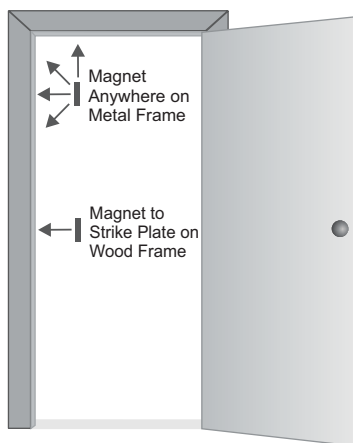 Magnet
Anywhere on
Metal Frame
Magnet to
Strike Plate on
Wood Frame